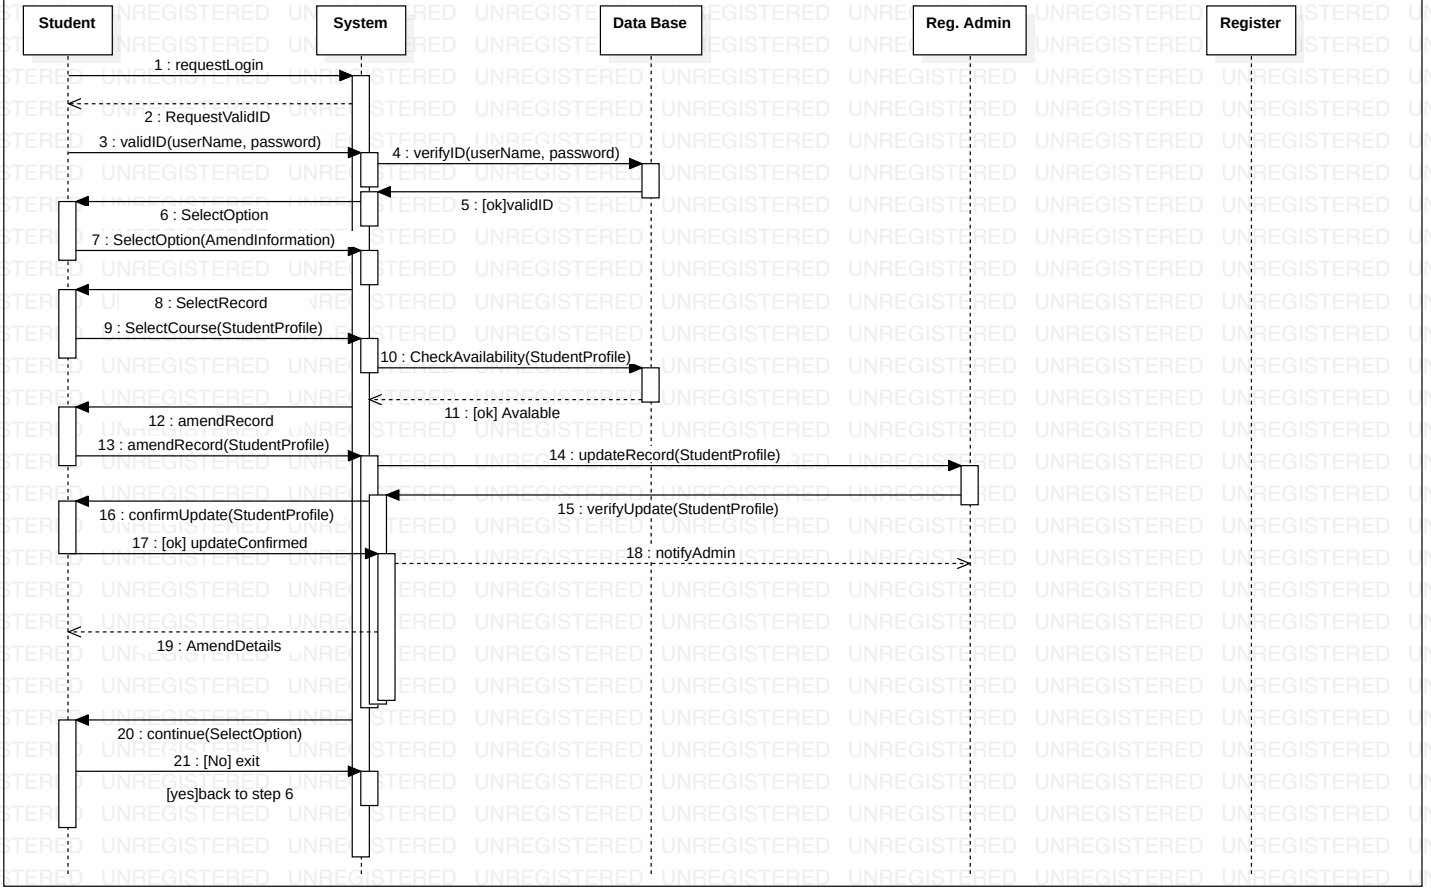 Student
System
Data Base
Reg. Admin
Register
1 : requestLogin
2 : RequestValidID
3 : validID(userName, password)
4 : verifyID(userName, password)
5 : [ok]validID
6 : SelectOption
7 : SelectOption(AmendInformation)
8 : SelectRecord
9 : SelectCourse(StudentProfile)
10 : CheckAvailability(StudentProfile)
11 : [ok] Avalable
12 : amendRecord
13 : amendRecord(StudentProfile)
14 : updateRecord(StudentProfile)
15 : verifyUpdate(StudentProfile)
16 : confirmUpdate(StudentProfile)
17 : [ok] updateConfirmed
18 : notifyAdmin
19 : AmendDetails
20 : continue(SelectOption)
21 : [No] exit
[yes]back to step 6
UNREGISTERED